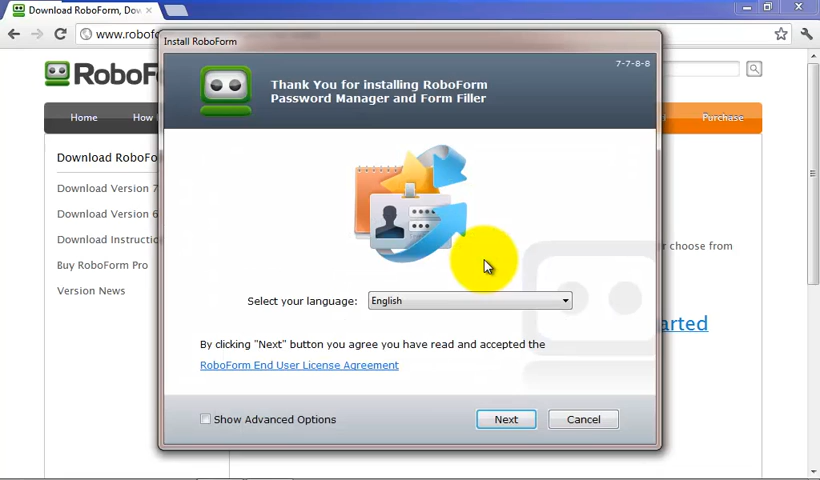 Download RoboForm, Dow
www.robofo
Install RoboForm
7-7-8-8
Thank You for installing RoboForm
Password Manager and Form Filler
RoboFo
Home
How
Purchase
Download RoboFo
Download Version 7
Download Version 6
Download Instructio
Buy RoboForm Pro
Version News
choose from
arted
Select your language:
English
By clicking "Next" button you agree you have read and accepted the
RoboForm End User License Agreement
Show Advanced Options
Next
Cancel